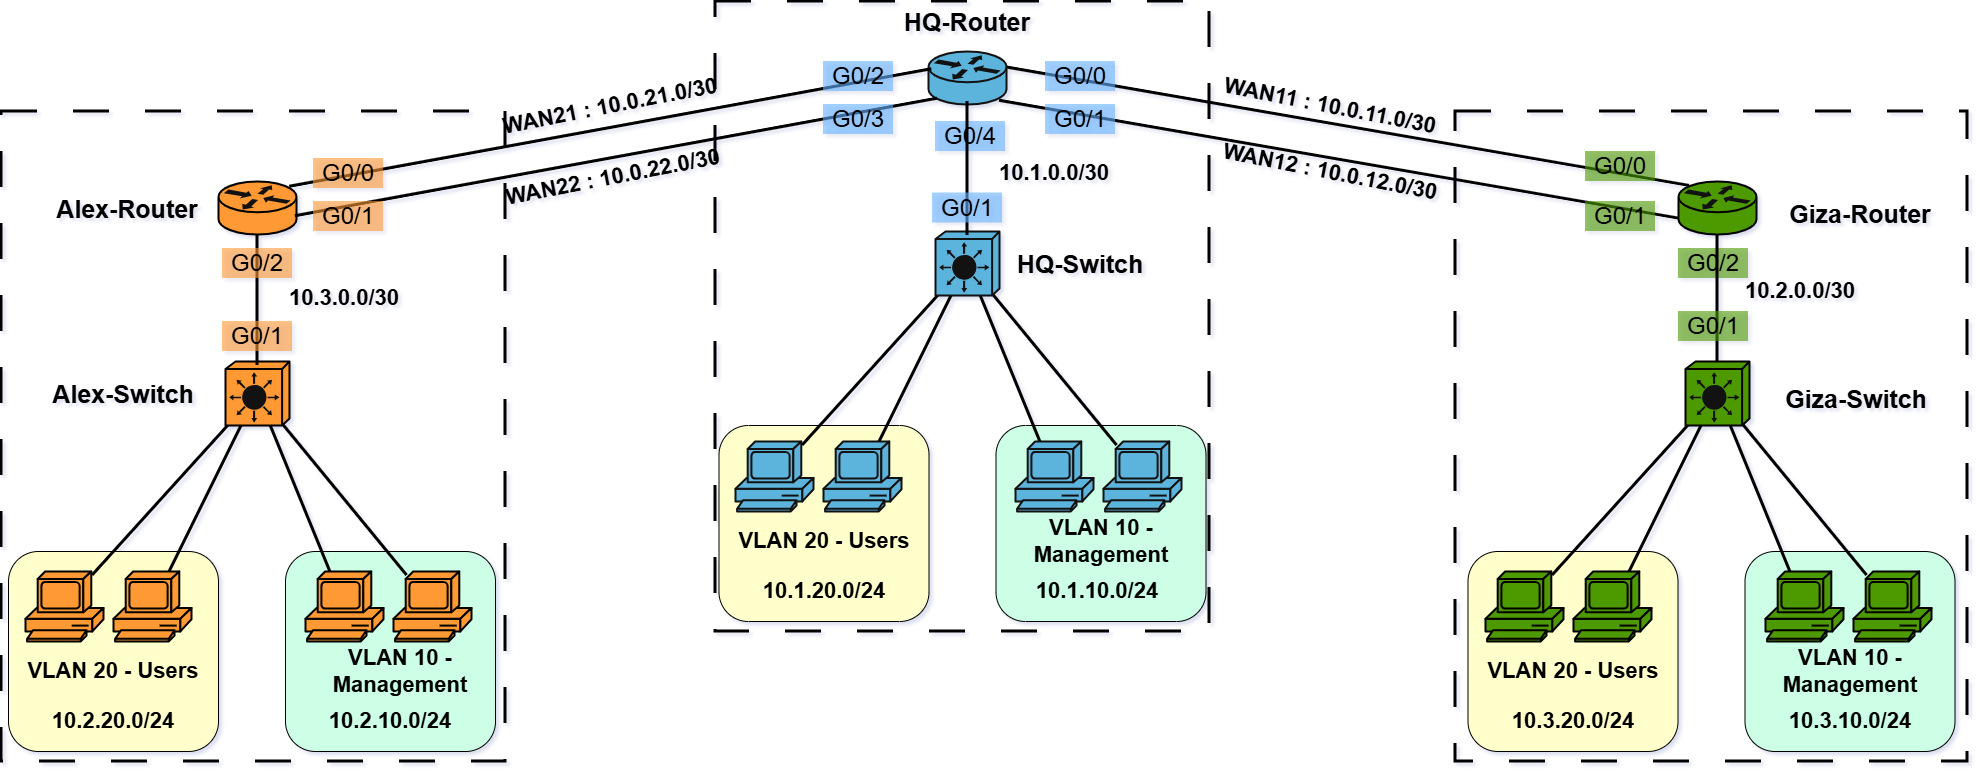 HQ-Router
G0/2
G0/0
G0/3
G0/1
G0/4
WAN21 : 10.0.21.0/30
WAN22 : 10.0.22.0/30
WAN11 : 10.0.11.0/30
WAN12 : 10.0.12.0/30
10.1.0.0/30
G0/1
HQ-Switch
VLAN 20 - Users
10.1.20.0/24
VLAN 10 -
Management
10.1.10.0/24
G0/0
G0/1
Alex-Router
G0/2
10.3.0.0/30
G0/1
Alex-Switch
VLAN 20 - Users
10.2.20.0/24
VLAN 10 -
Management
10.2.10.0/24
G0/0
G0/1
Giza-Router
G0/2
10.2.0.0/30
G0/1
Giza-Switch
VLAN 20 - Users
10.3.20.0/24
VLAN 10 -
Management
10.3.10.0/24